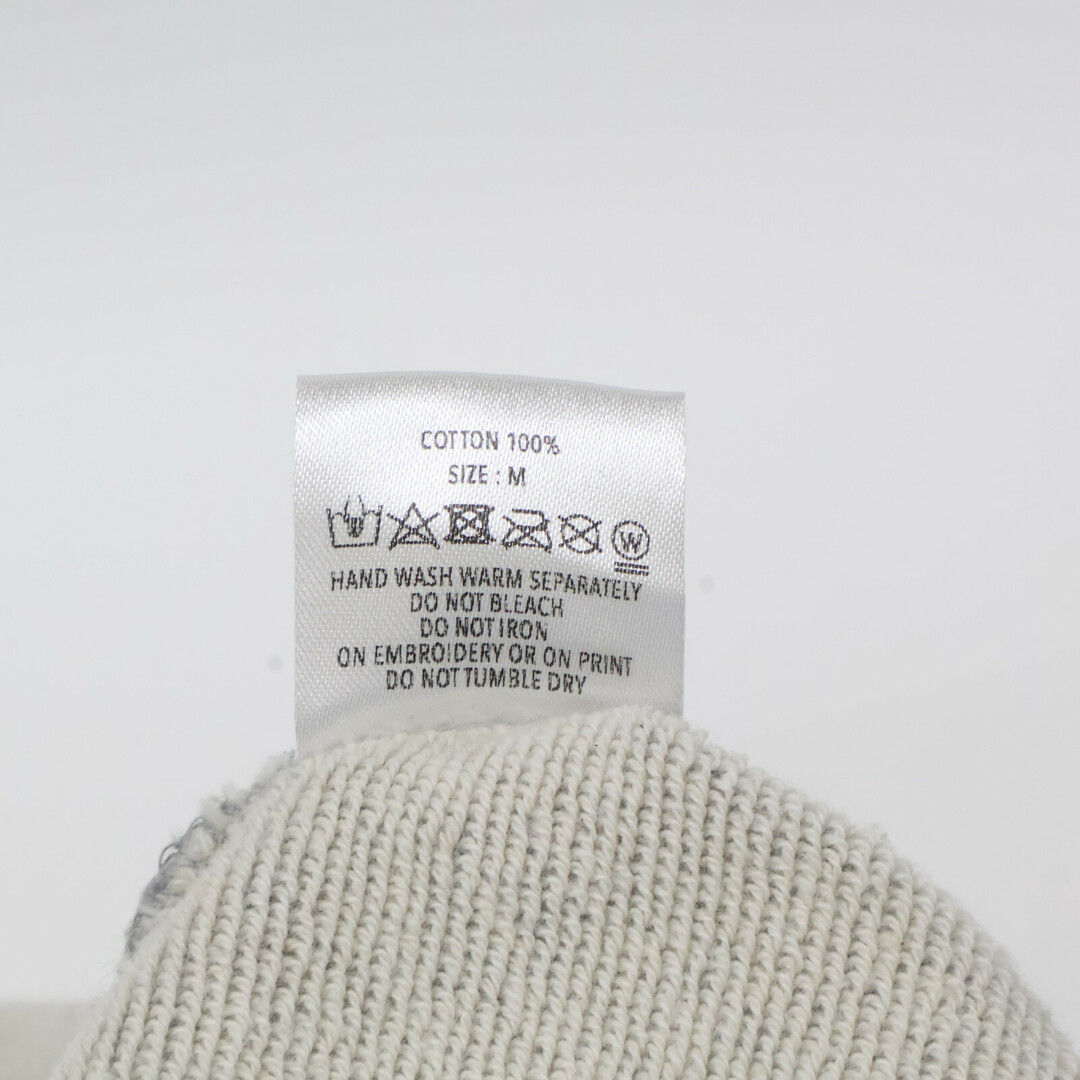 COTTON 100%
SIZE : M
W
HAND WASH WARM SEPARATELY
DO NOT BLEACH
DO NOT IRON
ON EMBROIDERY OR ON PRINT
DO NOT TUMBLE DRY